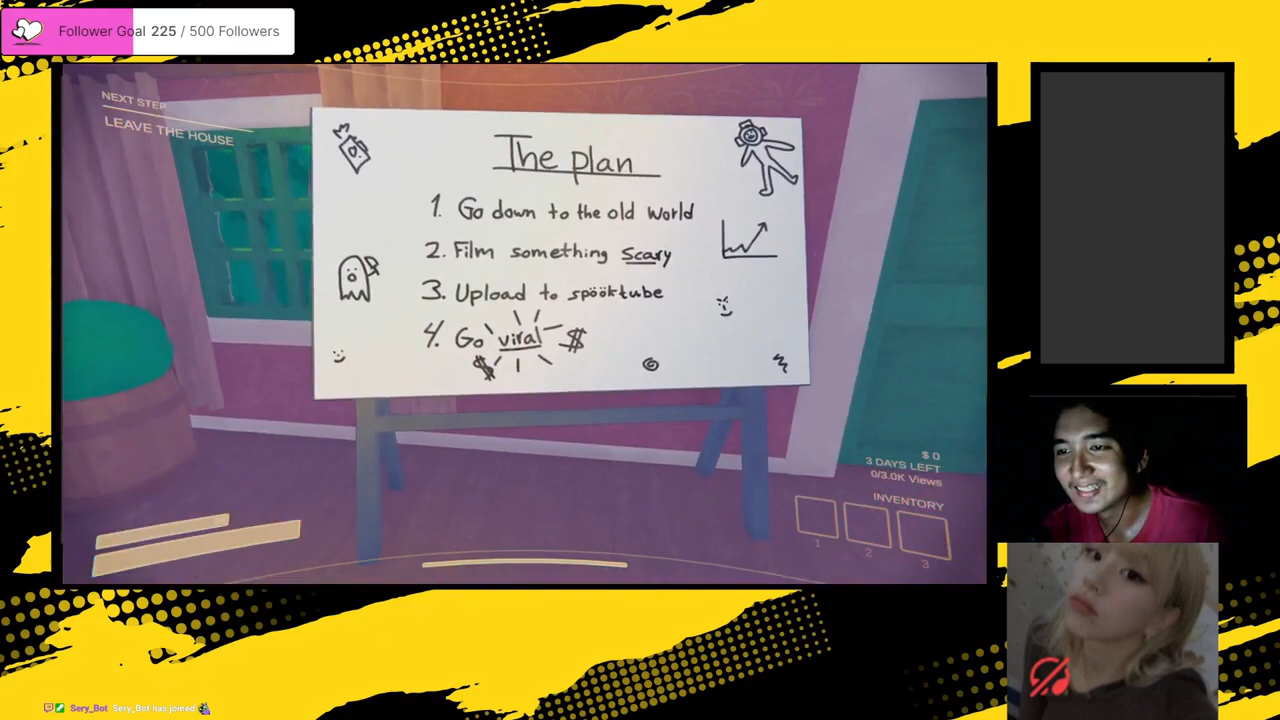 Follower Goal 225 / 500 Followers
NEXT STEP
LEAVE THE HOUSE
The plan
1. Go down to the old world
2. Film something scary
3. Upload to spööktube
4. Go viral $
$
$ 0
3 DAYS LEFT
0/3.0K Views
INVENTORY
1 2 3
Sery_Bot Sery_Bot has joined